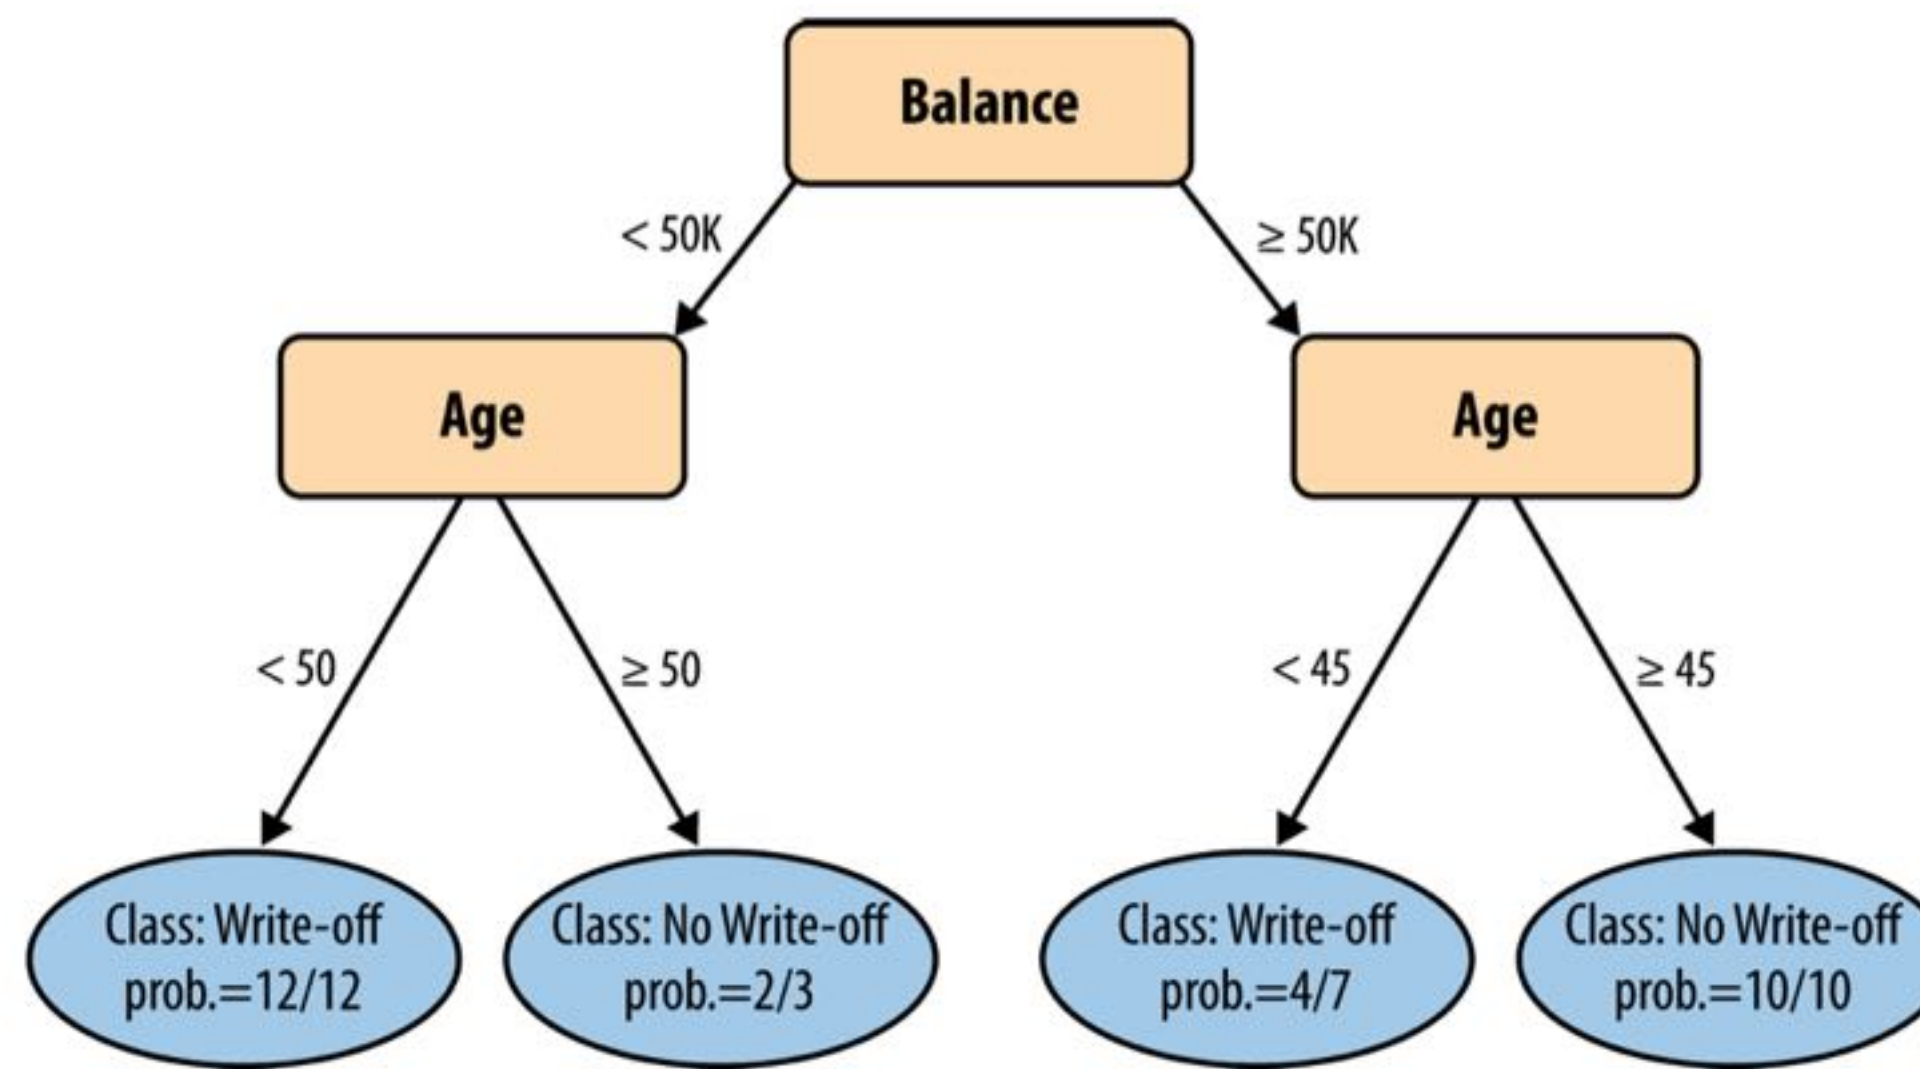 Balance
< 50K
≥ 50K
Age
Age
< 50
≥ 50
< 45
≥ 45
Class: Write-off
prob.=12/12
Class: No Write-off
prob.=2/3
Class: Write-off
prob.=4/7
Class: No Write-off
prob.=10/10